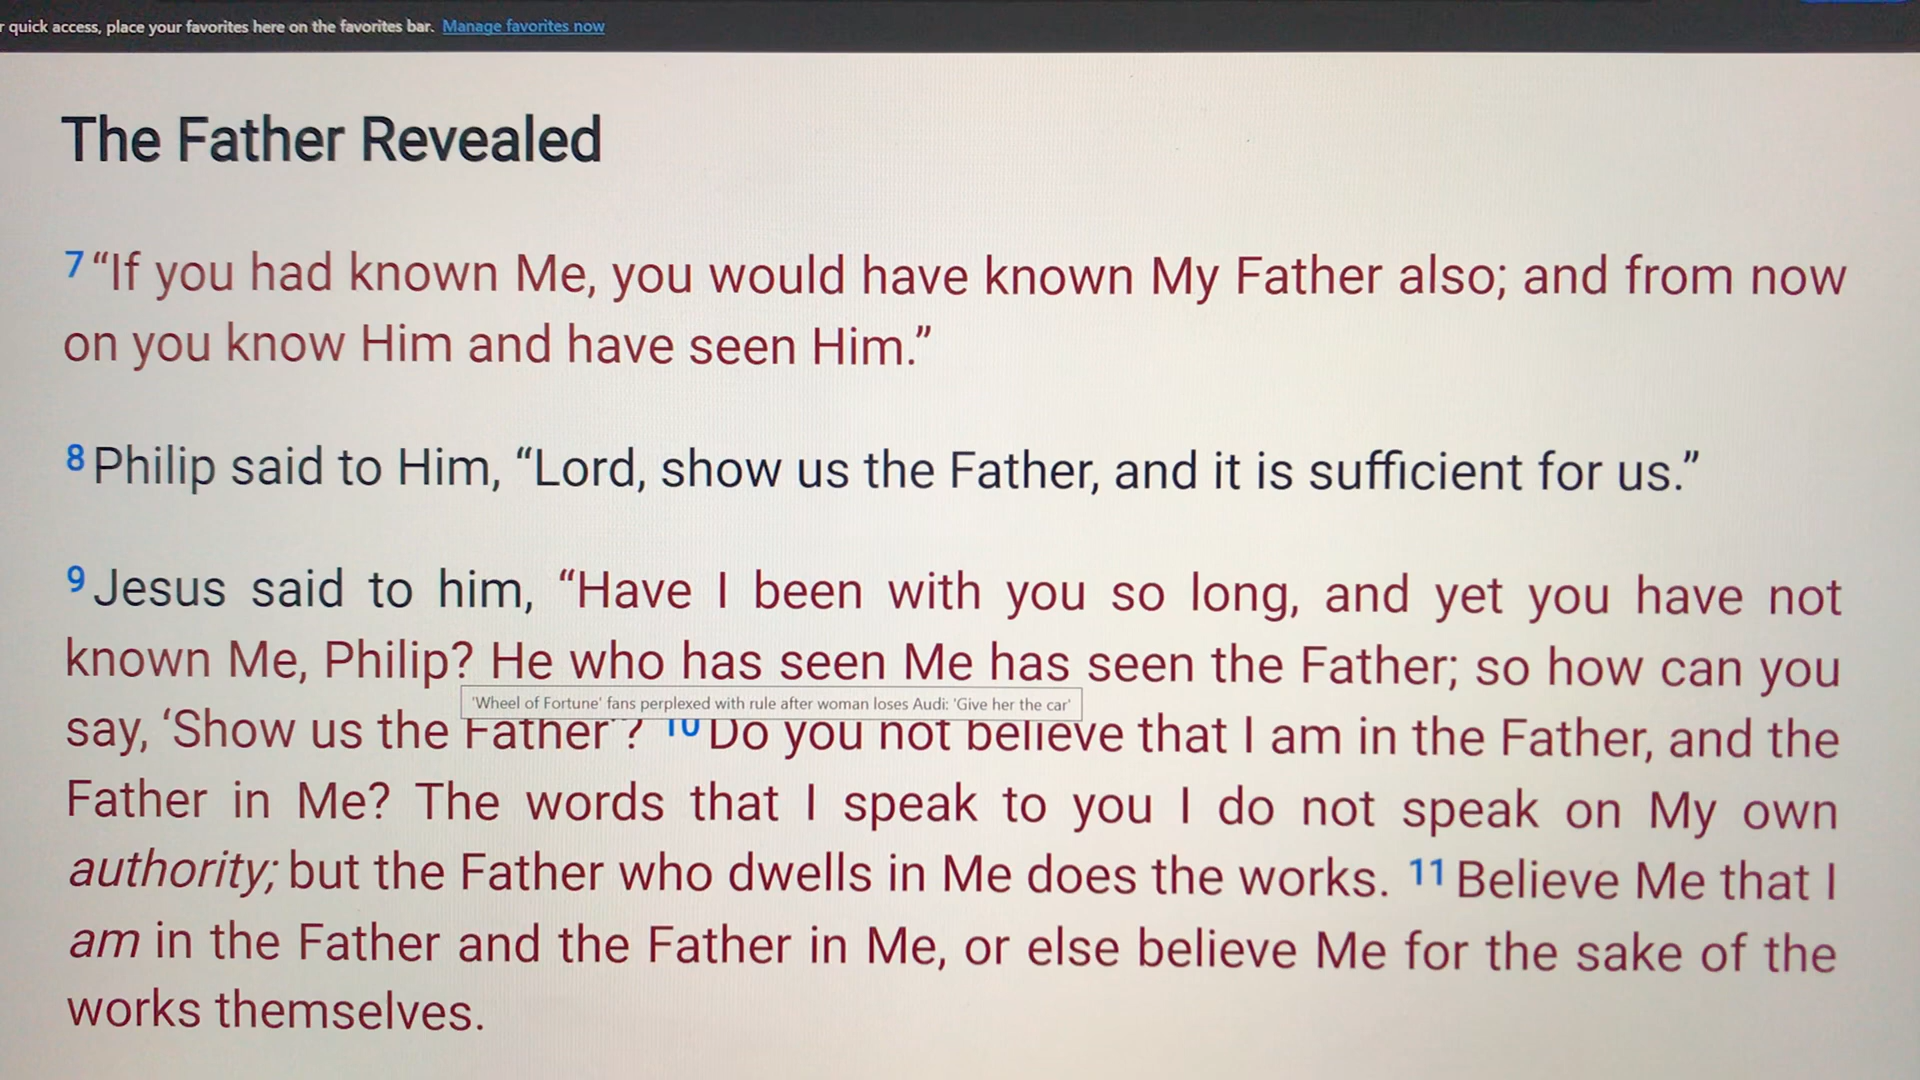 r quick access, place your favorites here on the favorites bar. Manage favorites now
The Father Revealed
7 “If you had known Me, you would have known My Father also; and from now
on you know Him and have seen Him.”
8 Philip said to Him, “Lord, show us the Father, and it is sufficient for us.”
9 Jesus said to him, “Have I been with you so long, and yet you have not
known Me, Philip? He who has seen Me has seen the Father; so how can you
'Wheel of Fortune' fans perplexed with rule after woman loses Audi: 'Give her the car'
say, ‘Show us the Father’? 10 Do you not believe that I am in the Father, and the
Father in Me? The words that I speak to you I do not speak on My own
authority; but the Father who dwells in Me does the works. 11 Believe Me that I
am in the Father and the Father in Me, or else believe Me for the sake of the
works themselves.